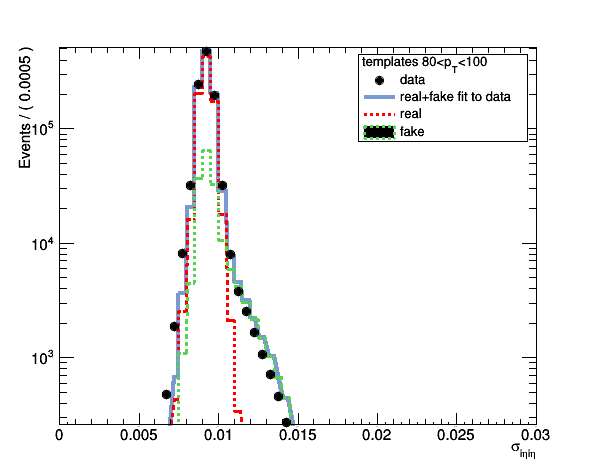 Events / ( 0.0005 )
templates 80<p_T<100
data
real+fake fit to data
real
fake
10^5
10^4
10^3
0 0.005 0.01 0.015 0.02 0.025 0.03
σ_iηiη